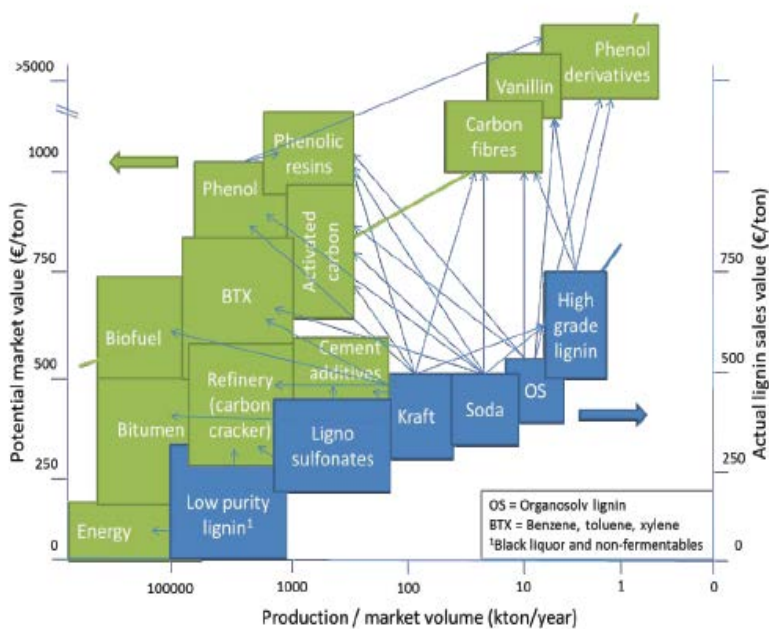 >5000
1000
750
500
250
0
Potential market value (€/ton)
Phenol
derivatives
Vanillin
Carbon
fibres
Phenolic
resins
Phenol
Activated
carbon
BTX
Biofuel
Cement
additives
Refinery
(carbon
cracker)
Bitumen
Energy
High
grade
lignin
OS
Soda
Kraft
Ligno
sulfonates
Low purity
lignin¹
750
500
250
0
Actual lignin sales value (€/ton)
OS = Organosolv lignin
BTX = Benzene, toluene, xylene
¹Black liquor and non-fermentables
100000
1000
100
10
1
0
Production / market volume (kton/year)